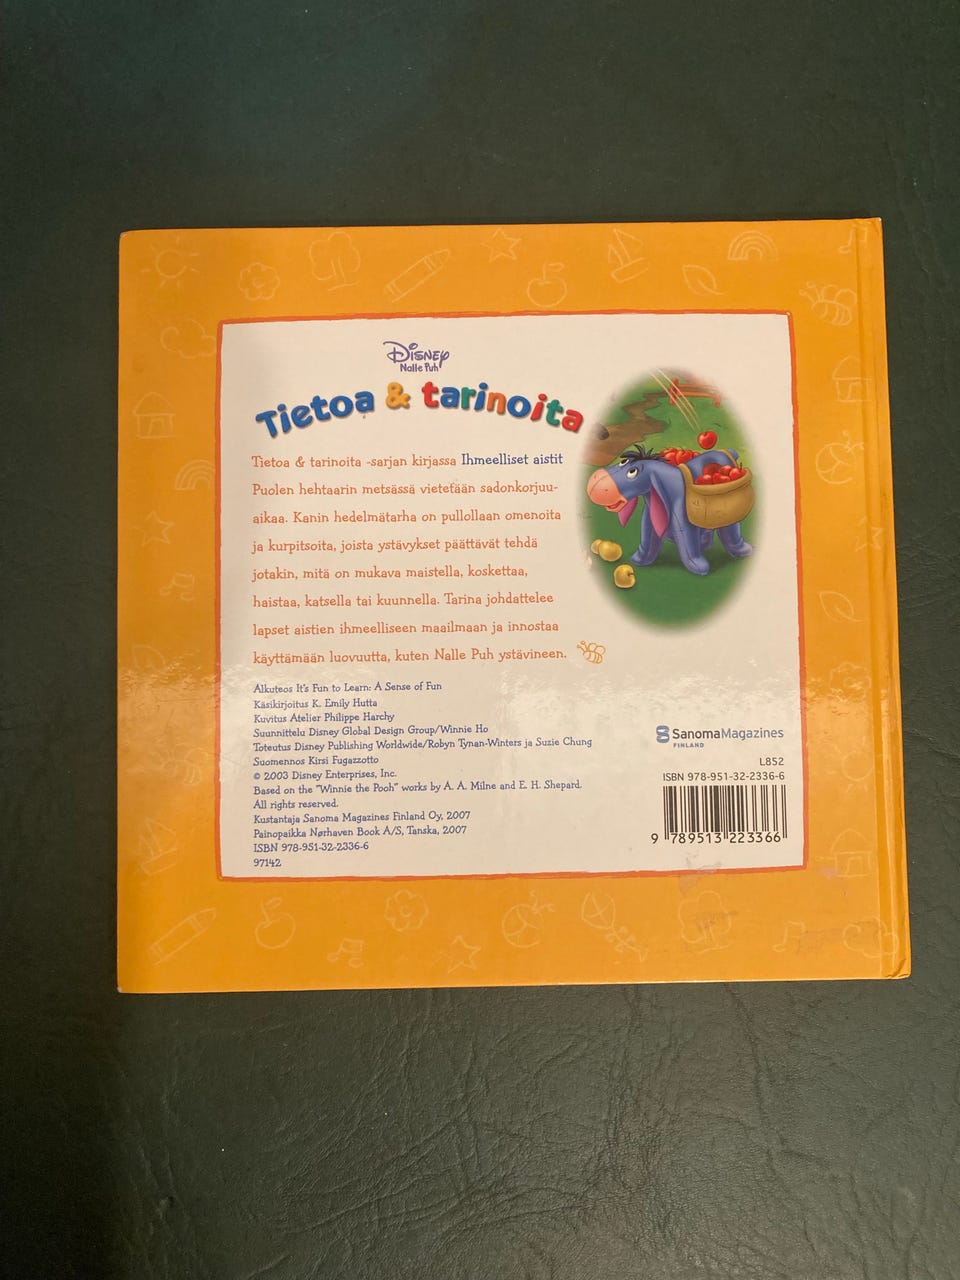 Disney
Nalle Puh
Tietoa & tarinoita
Tietoa & tarinoita -sarjan kirjassa Ihmeelliset aistit
Puolen hehtaarin metsässä vietetään sadonkorjuu-
aikaa. Kanin hedelmätarha on pullollaan omenoita
ja kurpitsoita, joista ystävykset päättävät tehdä
jotakin, mitä on mukava maistella, koskettaa,
haistaa, katsella tai kuunnella. Tarina johdattelee
lapset aistien ihmeelliseen maailmaan ja innostaa
käyttämään luovuutta, kuten Nalle Puh ystävineen.
Alkuteos It's Fun to Learn: A Sense of Fun
Käsikirjoitus K. Emily Hutta
Kuvitus Atelier Philippe Harchy
Suunnittelu Disney Global Design Group/Winnie Ho
Toteutus Disney Publishing Worldwide/Robyn Tynan-Winters ja Suzie Chung
Suomennos Kirsi Fugazzotto
© 2003 Disney Enterprises, Inc.
Based on the "Winnie the Pooh" works by A. A. Milne and E. H. Shepard.
All rights reserved.
Kustantaja Sanoma Magazines Finland Oy, 2007
Painopaikka Nørhaven Book A/S, Tanska, 2007
ISBN 978-951-32-2336-6
97142
SanomaMagazines
FINLAND
L852
ISBN 978-951-32-2336-6
9 789513 223366